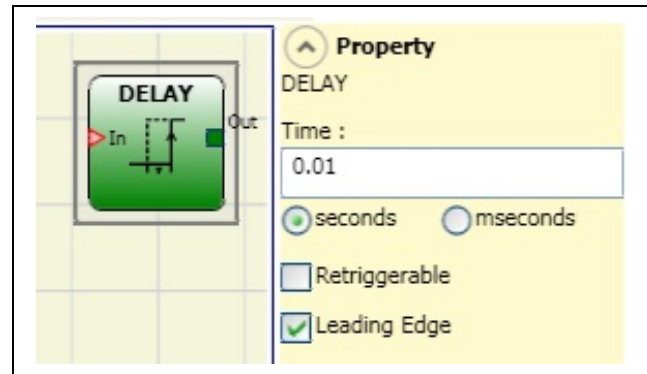 DELAY
In
Out
Property
DELAY
Time :
0.01
seconds mseconds
Retriggerable
Leading Edge